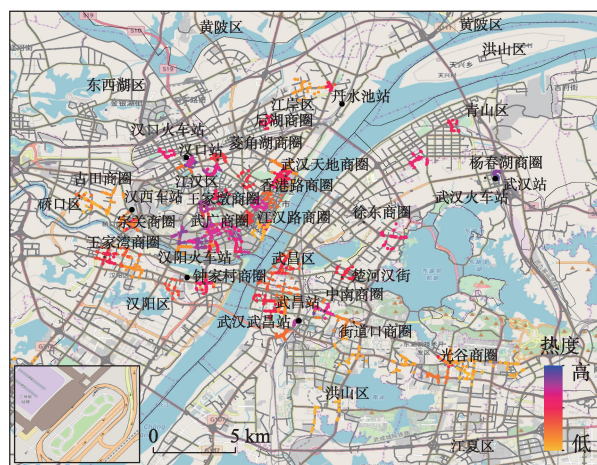 黄陂区
黄陂区
洪山区
东西湖区
S19
天兴乡
江岸区
丹水池站
后湖商圈
青山区
汉口火车站
菱角湖商圈
汉口站
武汉天地商圈
杨春湖商圈
武汉站
古田商圈
江汉区
香港路商圈
武汉火车站
硚口区
汉西车站
王家墩商圈
宗关商圈
武广商圈
江汉路商圈
徐东商圈
王家湾商圈
汉阳火车站
武昌区
钟家村商圈
楚河汉街
汉阳区
武昌站
中南商圈
武汉武昌站
街道口商圈
光谷商圈
热度
高
低
洪山区
江夏区
0 5 km